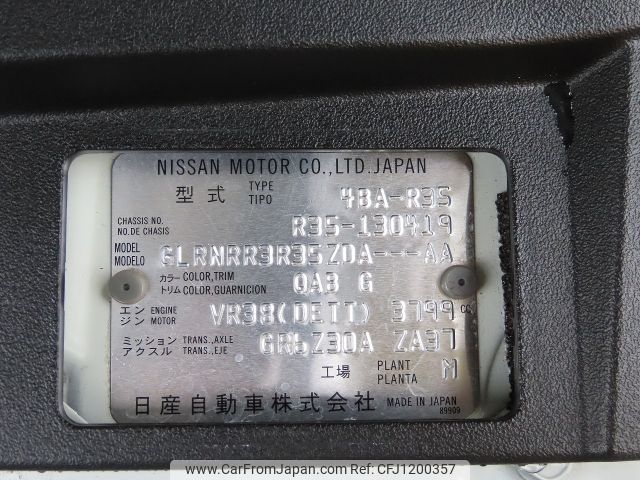 NISSAN MOTOR CO.,LTD.JAPAN
型式 TYPE TIPO 4BA-R35
CHASSIS NO. NO.DE CHASIS R35-130419
MODEL MODELO GLRNRR3R35ZDA---AA
カラー COLOR,TRIM トリム COLOR,GUARNICION QAB G
エンジン ENGINE MOTOR VR38(DETT) 3799 cc
ミッション TRANS.,AXLE アクスル TRANS.,EJE GR6Z30A ZA37
工場 PLANT PLANTA M
日産自動車株式会社 MADE IN JAPAN
89909
www.CarFromJapan.com - CFJ1200357